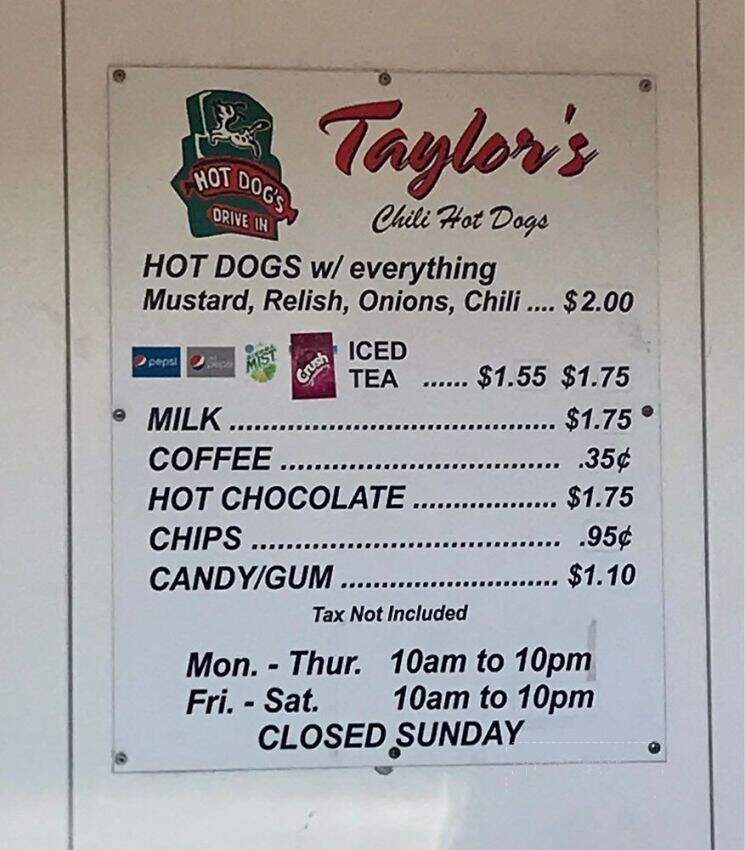 HOT DOG'S
DRIVE IN
Taylor's
Chili Hot Dogs
HOT DOGS w/ everything
Mustard, Relish, Onions, Chili .... $2.00
pepsi pepsi MIST Crush ICED
TEA ...... $1.55 $1.75
MILK ........................................ $1.75
COFFEE .................................. .35¢
HOT CHOCOLATE .................. $1.75
CHIPS ...................................... .95¢
CANDY/GUM ........................... $1.10
Tax Not Included
Mon. - Thur. 10am to 10pm
Fri. - Sat. 10am to 10pm
CLOSED SUNDAY